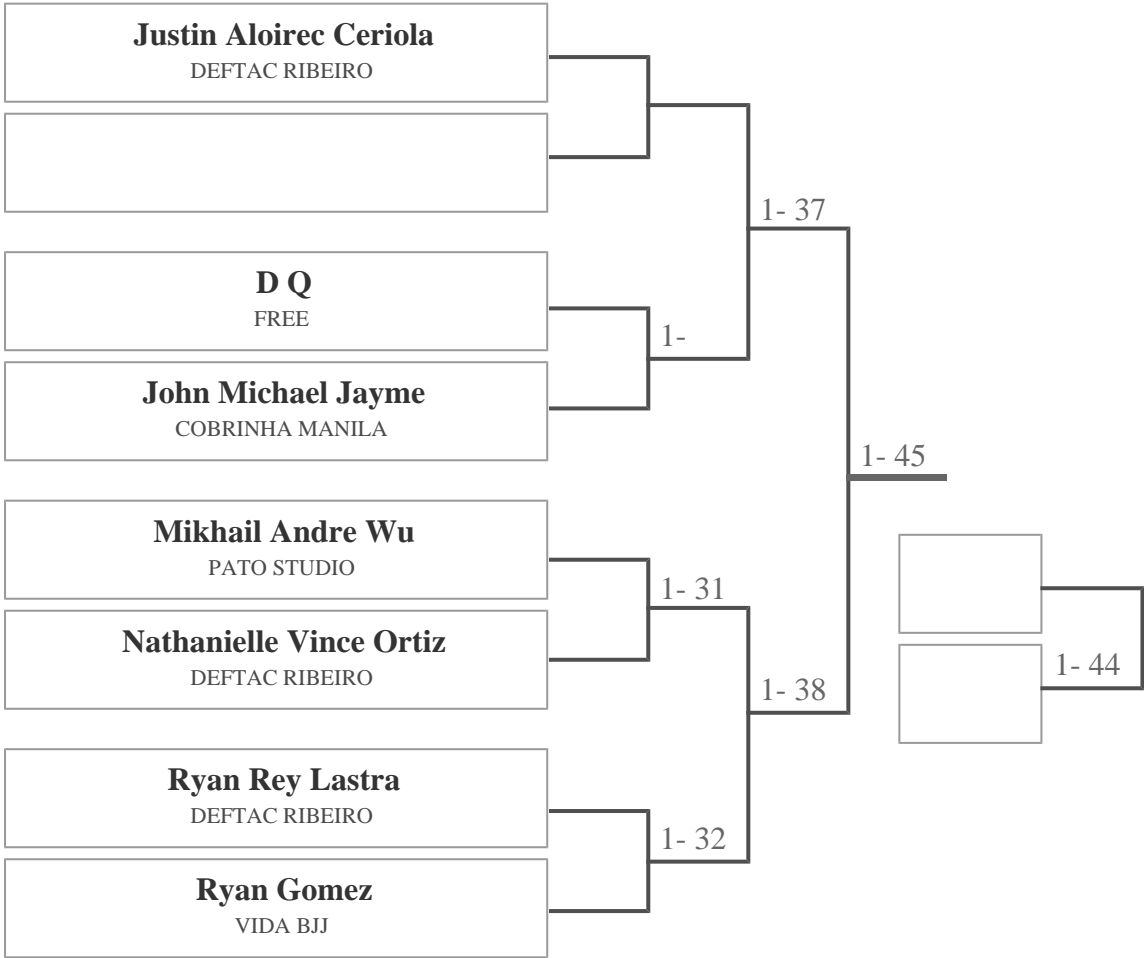 Justin Aloirec Ceriola
DEFTAC RIBEIRO
1- 37
D Q
FREE
1-
John Michael Jayme
COBRINHA MANILA
1- 45
Mikhail Andre Wu
PATO STUDIO
1- 31
Nathanielle Vince Ortiz
DEFTAC RIBEIRO
1- 38
1- 44
Ryan Rey Lastra
DEFTAC RIBEIRO
1- 32
Ryan Gomez
VIDA BJJ